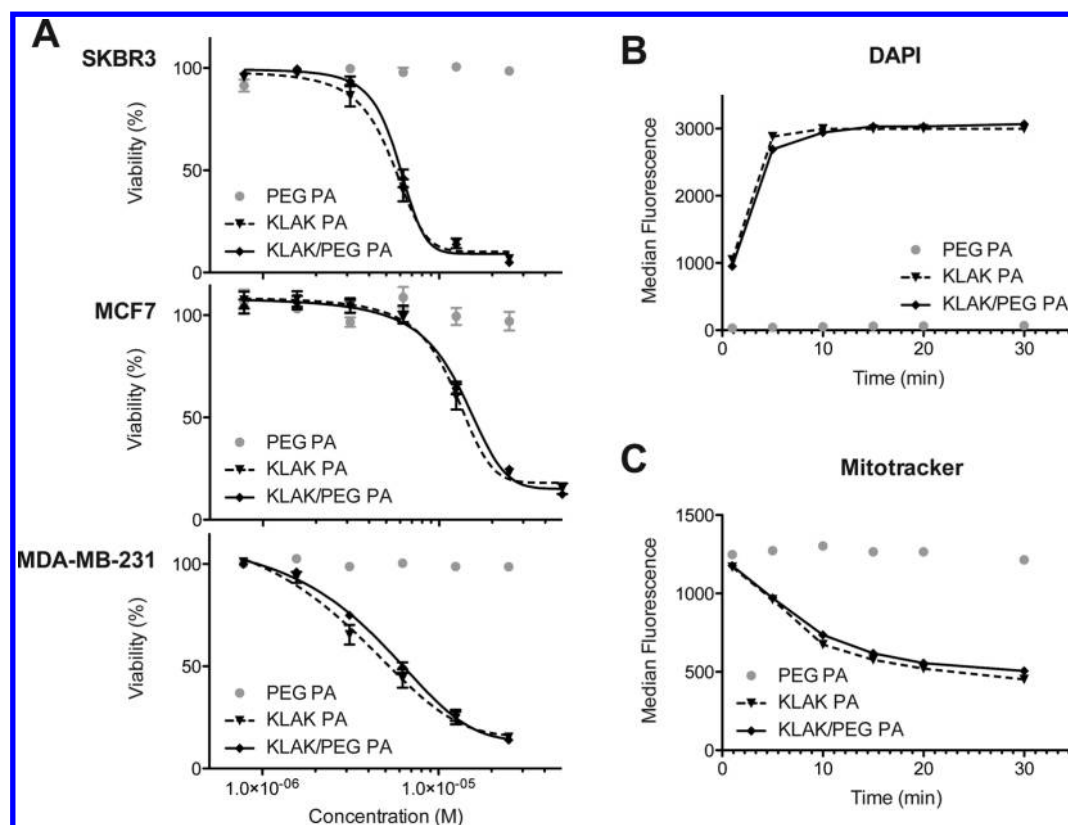 A
SKBR3
Viability (%)
100
50
0
PEG PA
KLAK PA
KLAK/PEG PA
MCF7
Viability (%)
100
50
0
PEG PA
KLAK PA
KLAK/PEG PA
MDA-MB-231
Viability (%)
100
50
0
PEG PA
KLAK PA
KLAK/PEG PA
1.0×10⁻⁰⁶ 1.0×10⁻⁰⁵
Concentration (M)
B
DAPI
Median Fluorescence
3000
2000
1000
0
PEG PA
KLAK PA
KLAK/PEG PA
0 10 20 30
Time (min)
C
Mitotracker
Median Fluorescence
1500
1000
500
0
PEG PA
KLAK PA
KLAK/PEG PA
0 10 20 30
Time (min)